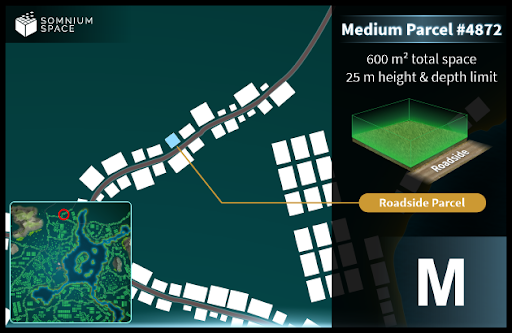 SOMNIUM
SPACE
Medium Parcel #4872
600 m² total space
25 m height & depth limit
Roadside
Roadside Parcel
M